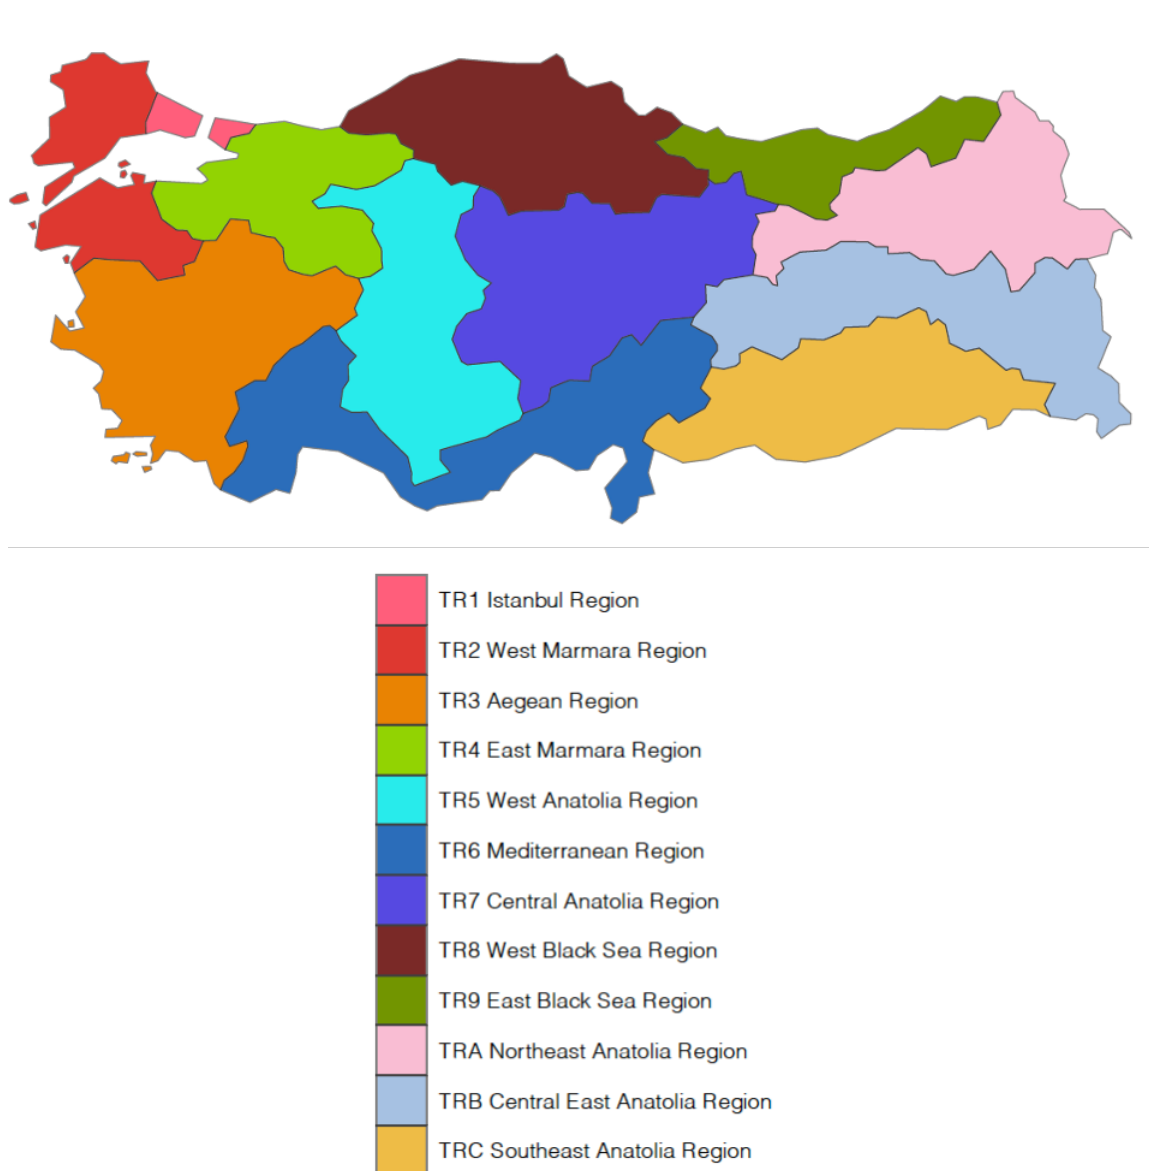 TR1 Istanbul Region
TR2 West Marmara Region
TR3 Aegean Region
TR4 East Marmara Region
TR5 West Anatolia Region
TR6 Mediterranean Region
TR7 Central Anatolia Region
TR8 West Black Sea Region
TR9 East Black Sea Region
TRA Northeast Anatolia Region
TRB Central East Anatolia Region
TRC Southeast Anatolia Region